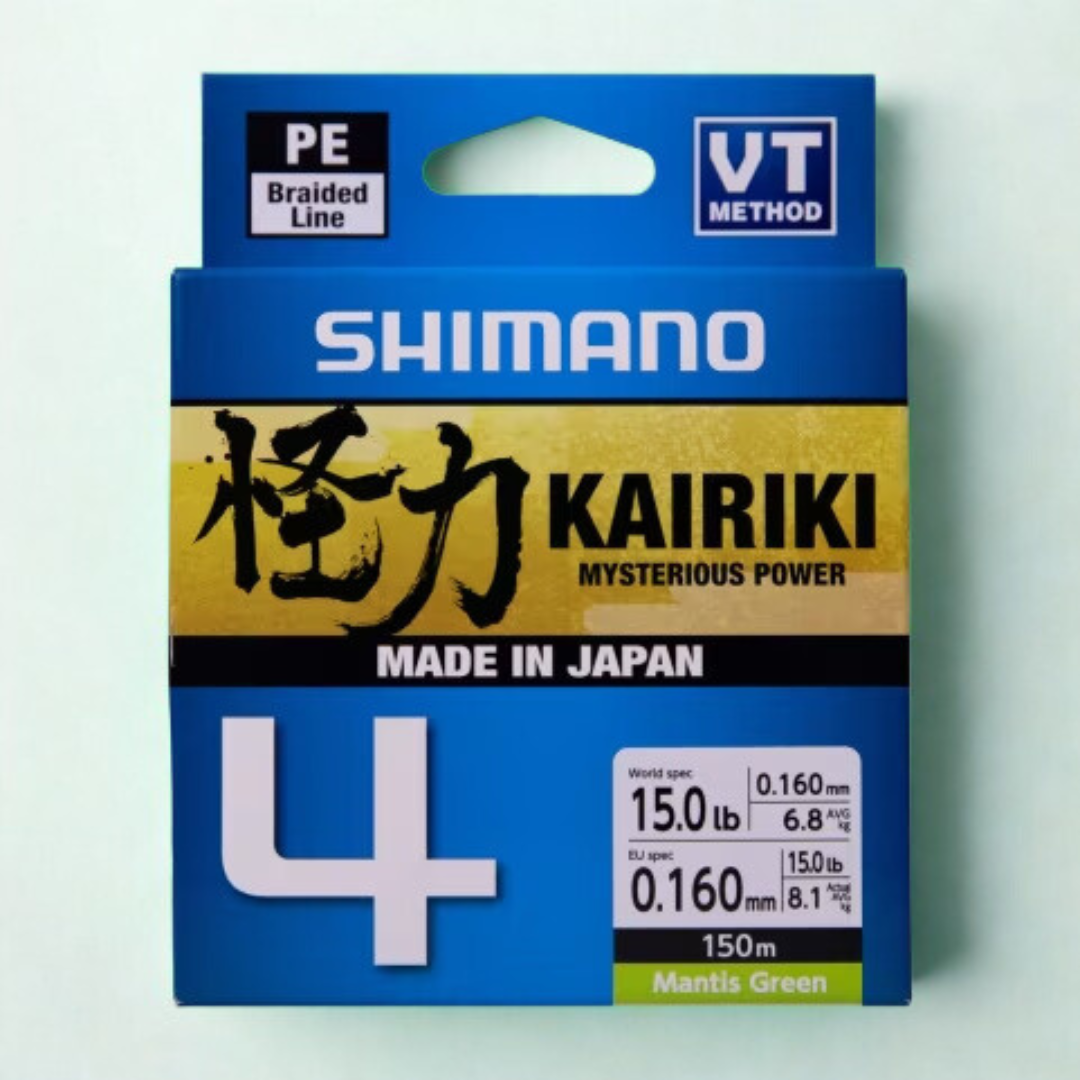 PE
Braided
Line
VT
METHOD
SHIMANO
怪力
KAIRIKI
MYSTERIOUS POWER
MADE IN JAPAN
4
World spec
15.0 lb
0.160 mm
6.8 AVG kg
EU spec
0.160 mm
15.0 lb
8.1 Actual AVG kg
150m
Mantis Green